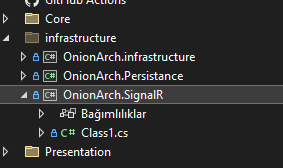 GitHub Actions
Core
infrastructure
OnionArch.infrastructure
OnionArch.Persistance
OnionArch.SignalR
Bağımlılıklar
C# Class1.cs
Presentation